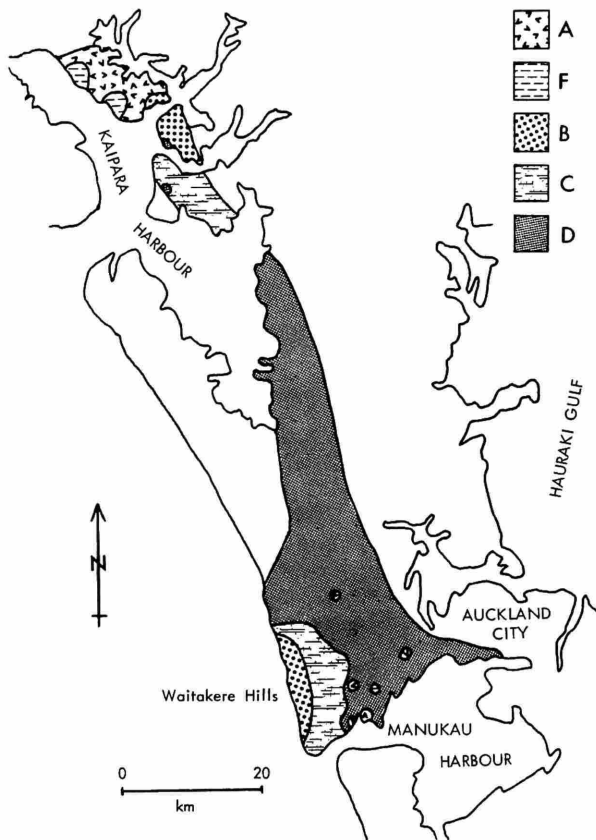 A
F
B
C
D
KAIPARA
HARBOUR
HAURAKI GULF
N
AUCKLAND
CITY
Waitakere Hills
MANUKAU
HARBOUR
0 20
km